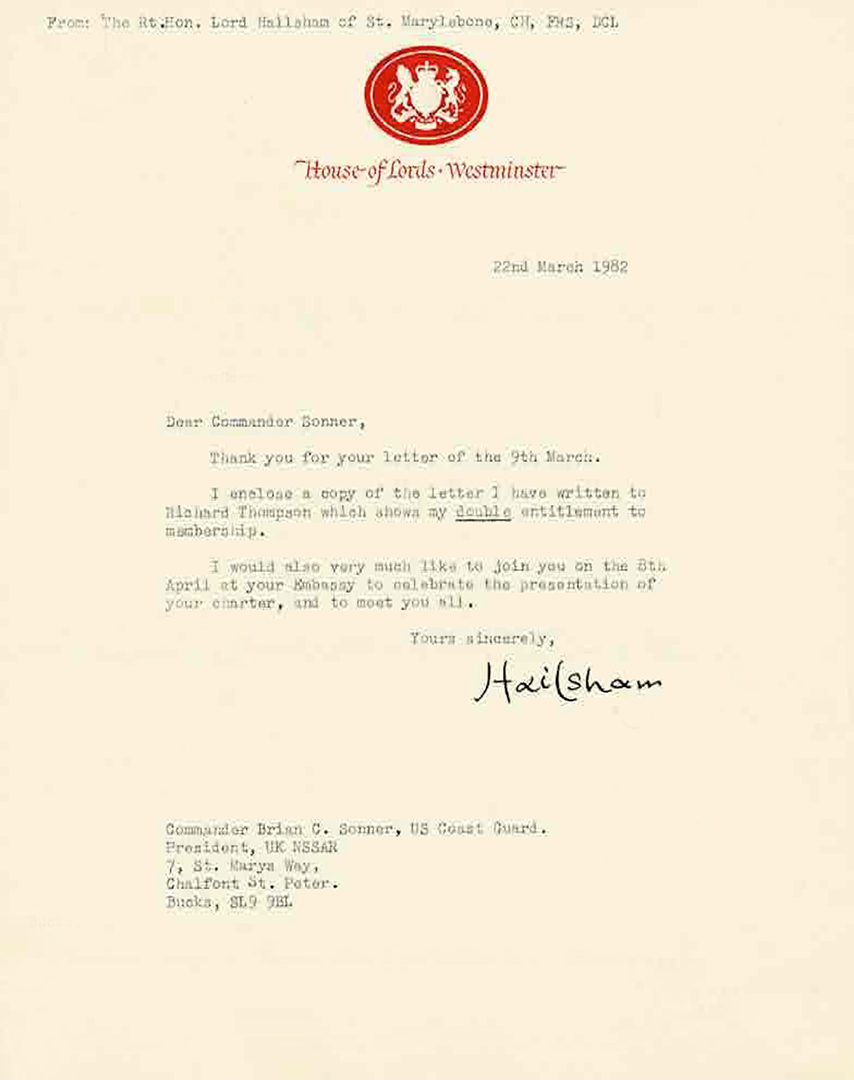 From: The Rt.Hon. Lord Hailsham of St. Marylebone, CH, FRS, DCL
House of Lords · Westminster
22nd March 1982
Dear Commander Sonner,
Thank you for your letter of the 9th March.
I enclose a copy of the letter I have written to
Richard Thompson which shows my double entitlement to
membership.
I would also very much like to join you on the 8th
April at your Embassy to celebrate the presentation of
your charter, and to meet you all.
Yours sincerely,
Hailsham
Commander Brian C. Sonner, US Coast Guard.
President, UK NSSAR
7, St. Marys Way,
Chalfont St. Peter.
Bucks, SL9 9BL